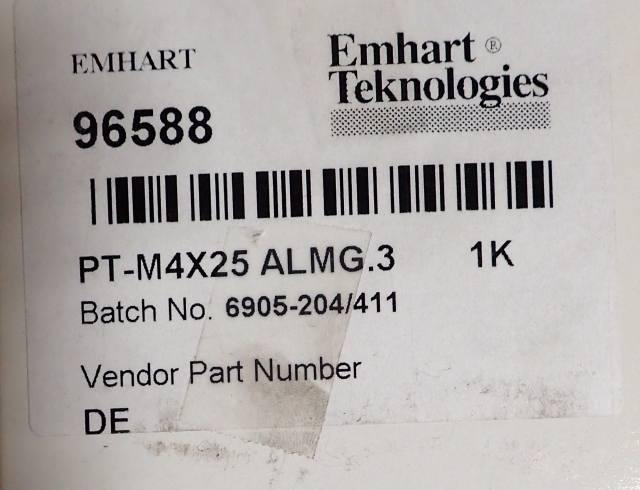 EMHART
Emhart ®
Teknologies
96588
PT-M4X25 ALMG.3 1K
Batch No. 6905-204/411
Vendor Part Number
DE